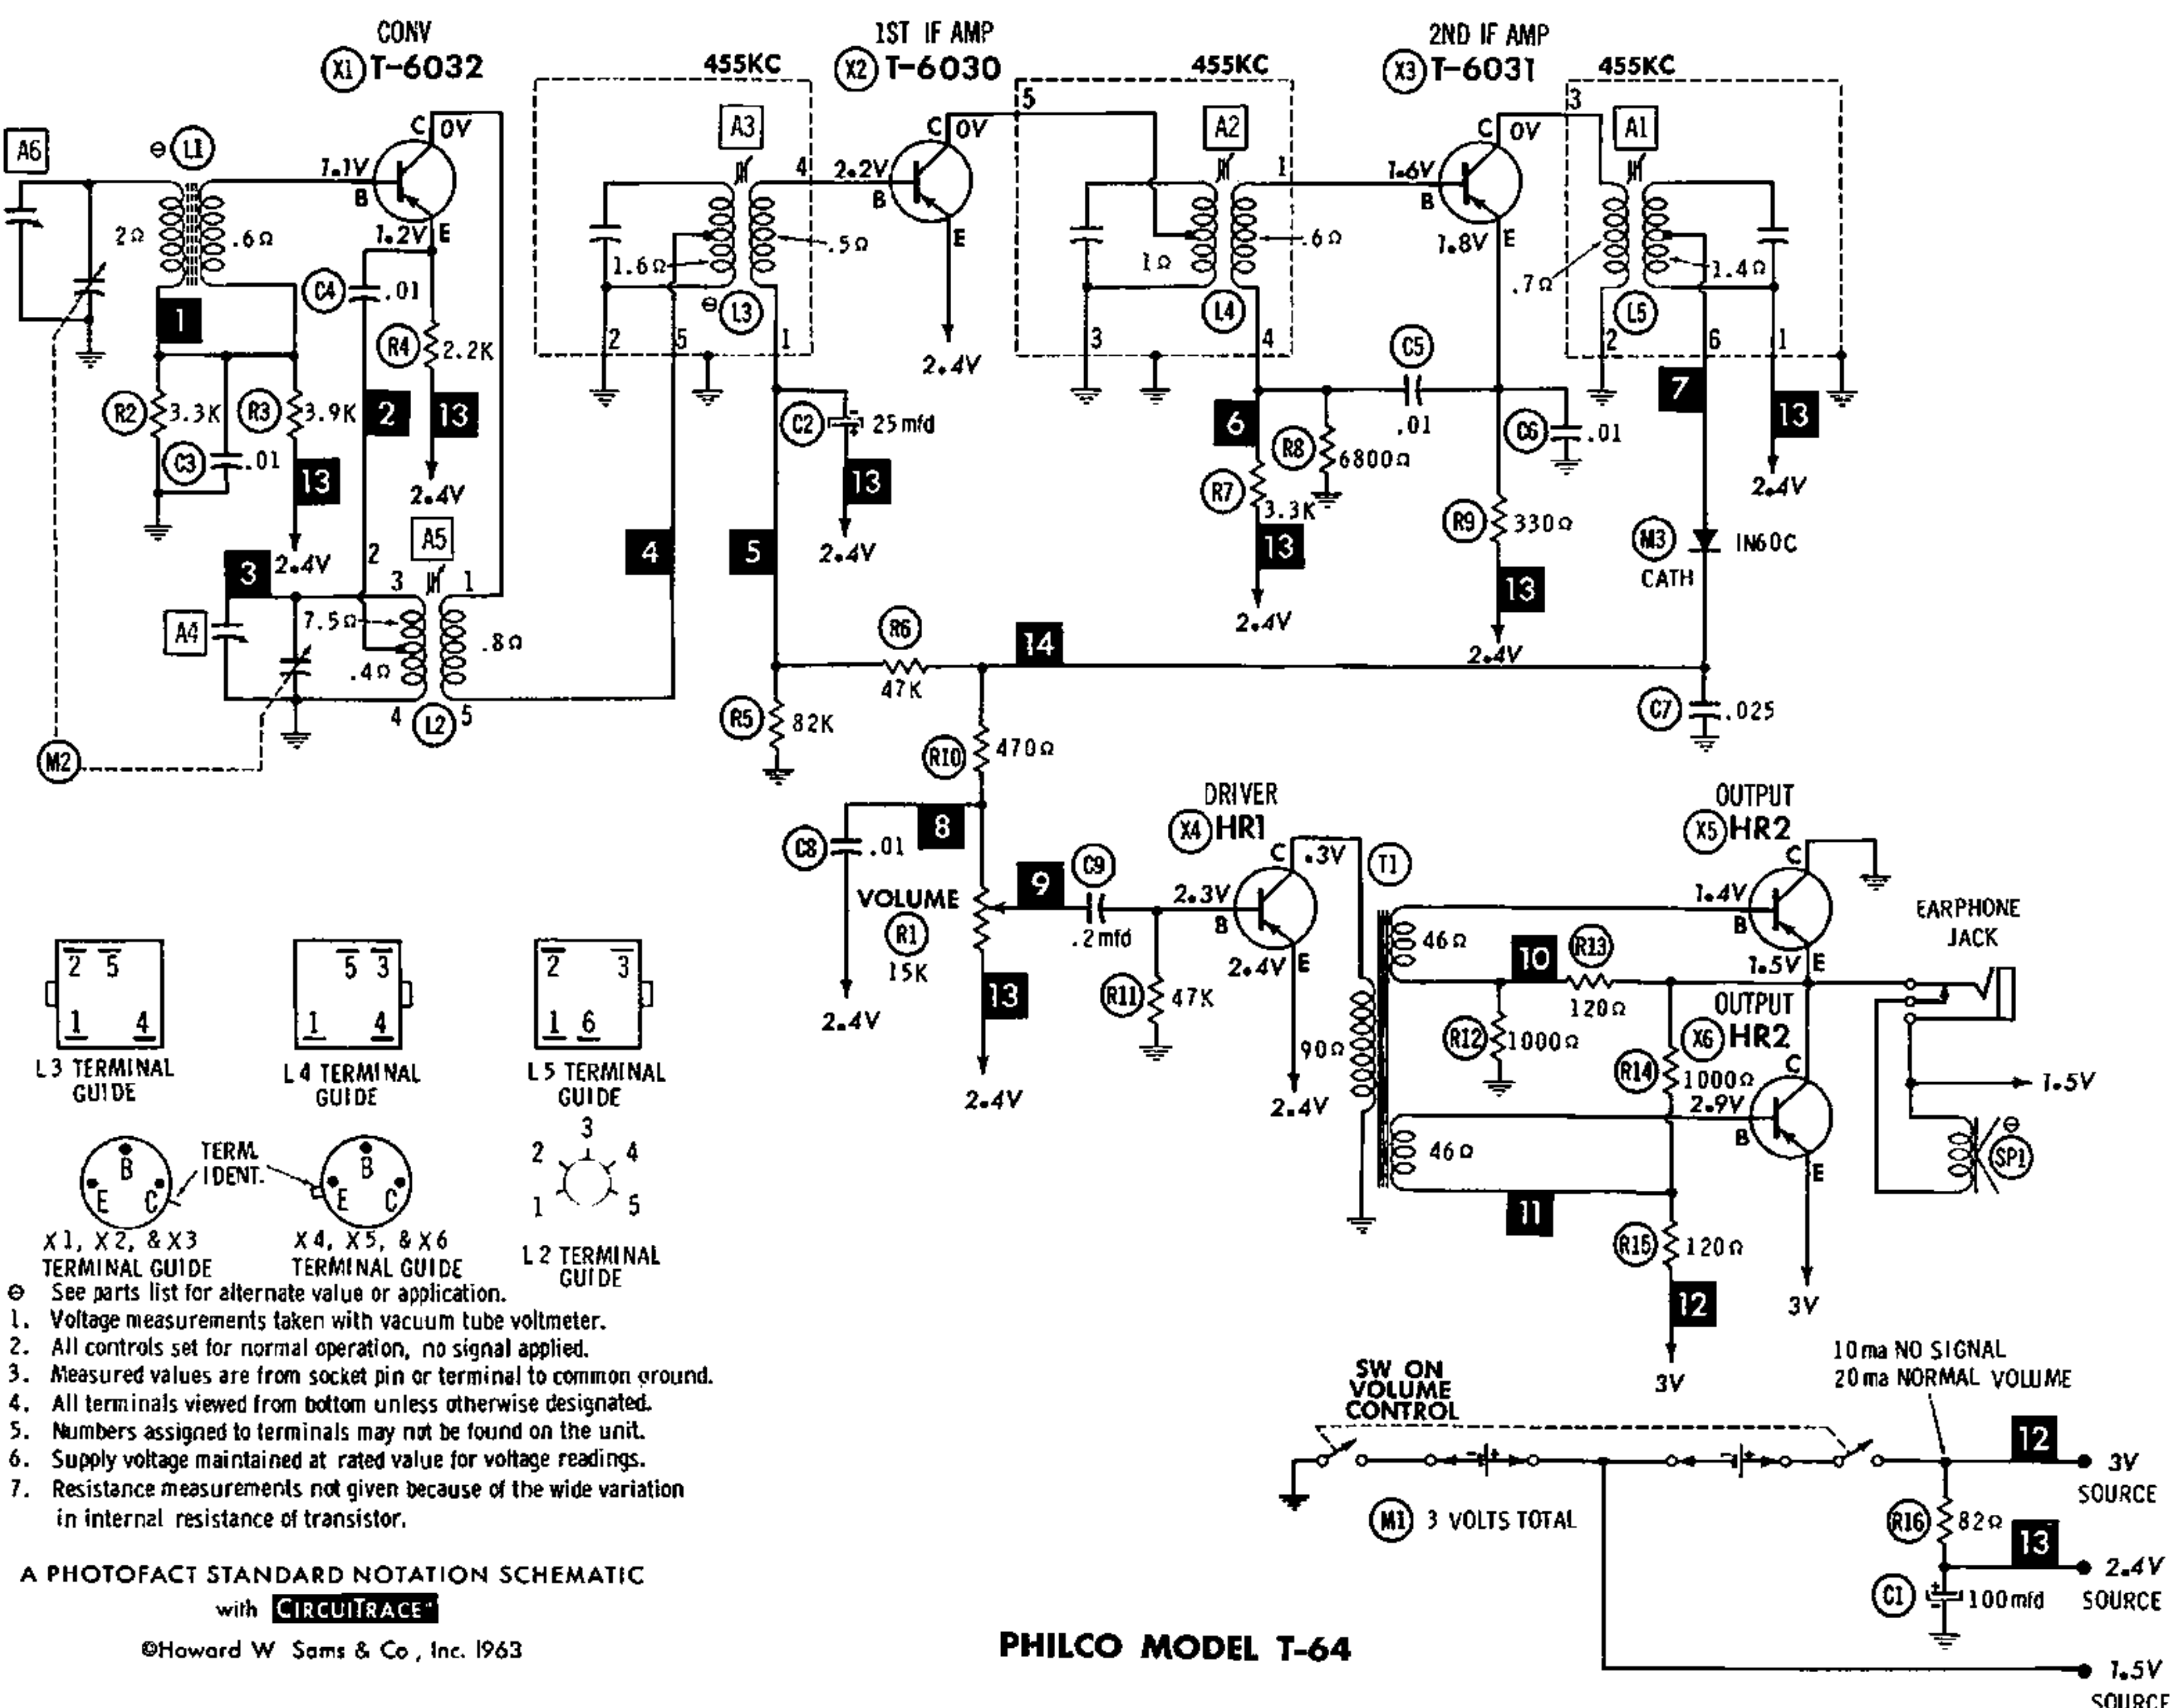 CONV
X1 T-6032
455KC
1ST IF AMP
X2 T-6030
455KC
2ND IF AMP
X3 T-6031
455KC
A6
L1
1.1V
C 0V
B
1.2V E
2Ω
.6Ω
1
C4 .01
R4 2.2K
R2 3.3K
R3 3.9K
2
13
C3 .01
13
2.4V
2.4V
A3
4
2.2V
C 0V
B
E
2.4V
1.6Ω
.5Ω
L3
2
5
1
C2 25 mfd
13
2.4V
5
A2
1
1.6V
C 0V
B
1.8V E
1Ω
.6Ω
L4
3
4
C5
.01
6
R8
6800Ω
R7
3.3K
13
2.4V
C6 .01
R9 330Ω
13
2.4V
3
A1
.7Ω
1.4Ω
L5
2
6
1
7
13
2.4V
M3 IN60C
CATH
3
A5
2
3
1
A4
7.5Ω
.4Ω
.8Ω
4
L2
5
M2
4
5
R6
47K
14
R5 82K
R10 470Ω
C7 .025
C8 .01
8
VOLUME
R1
15K
9
C9
.2 mfd
13
2.4V
2.4V
DRIVER
X4 HR1
C .3V
2.3V
B
2.4V E
R11 47K
2.4V
T1
90Ω
46Ω
46Ω
10
R13
120Ω
R12 1000Ω
R14 1000Ω
11
R15 120Ω
12
3V
OUTPUT
X5 HR2
C
1.4V
B
1.5V E
OUTPUT
X6 HR2
C
2.9V
B
E
3V
EARPHONE
JACK
1.5V
SP1
2 5
1 4
L3 TERMINAL
GUIDE
5 3
1 4
L4 TERMINAL
GUIDE
2 3
1 6
L5 TERMINAL
GUIDE
B
E C
X1, X2, & X3
TERMINAL GUIDE
TERM.
IDENT.
B
E C
X4, X5, & X6
TERMINAL GUIDE
3
2 4
1 5
L2 TERMINAL
GUIDE
⊖ See parts list for alternate value or application.
1. Voltage measurements taken with vacuum tube voltmeter.
2. All controls set for normal operation, no signal applied.
3. Measured values are from socket pin or terminal to common ground.
4. All terminals viewed from bottom unless otherwise designated.
5. Numbers assigned to terminals may not be found on the unit.
6. Supply voltage maintained at rated value for voltage readings.
7. Resistance measurements not given because of the wide variation
in internal resistance of transistor.
A PHOTOFACT STANDARD NOTATION SCHEMATIC
with CIRCUITRACE
©Howard W Sams & Co, Inc. 1963
PHILCO MODEL T-64
SW ON
VOLUME
CONTROL
M1 3 VOLTS TOTAL
10 ma NO SIGNAL
20 ma NORMAL VOLUME
12
3V
SOURCE
R16 82Ω
13
2.4V
SOURCE
C1 100 mfd
1.5V
SOURCE